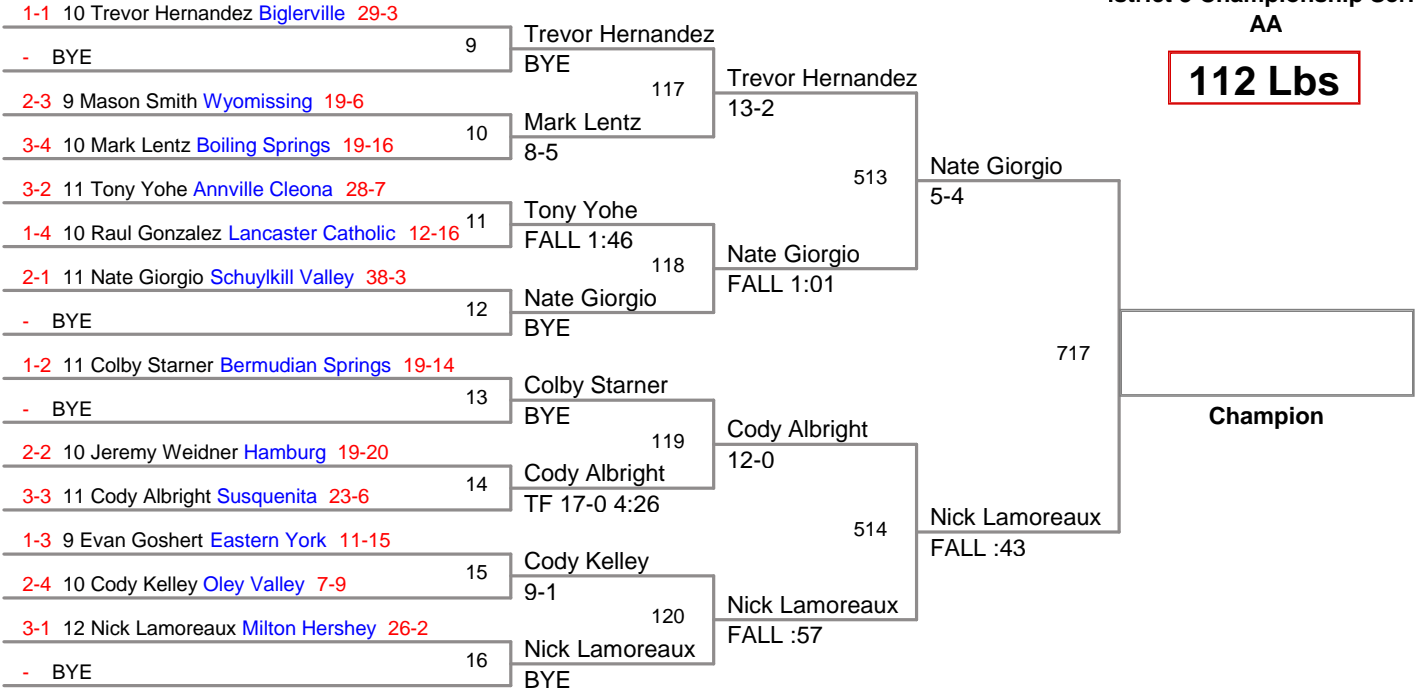 istrict 3 Championship Seri
AA
112 Lbs
1-1 10 Trevor Hernandez Biglerville 29-3
- BYE
9
2-3 9 Mason Smith Wyomissing 19-6
3-4 10 Mark Lentz Boiling Springs 19-16
10
3-2 11 Tony Yohe Annville Cleona 28-7
1-4 10 Raul Gonzalez Lancaster Catholic 12-16
11
2-1 11 Nate Giorgio Schuylkill Valley 38-3
- BYE
12
1-2 11 Colby Starner Bermudian Springs 19-14
- BYE
13
2-2 10 Jeremy Weidner Hamburg 19-20
3-3 11 Cody Albright Susquenita 23-6
14
1-3 9 Evan Goshert Eastern York 11-15
2-4 10 Cody Kelley Oley Valley 7-9
15
3-1 12 Nick Lamoreaux Milton Hershey 26-2
- BYE
16
Trevor Hernandez
BYE
117
Mark Lentz
8-5
Tony Yohe
FALL 1:46
118
Nate Giorgio
BYE
Colby Starner
BYE
119
Cody Albright
TF 17-0 4:26
Cody Kelley
9-1
120
Nick Lamoreaux
BYE
Trevor Hernandez
13-2
513
Nate Giorgio
FALL 1:01
Cody Albright
12-0
514
Nick Lamoreaux
FALL :57
Nate Giorgio
5-4
717
Nick Lamoreaux
FALL :43
Champion